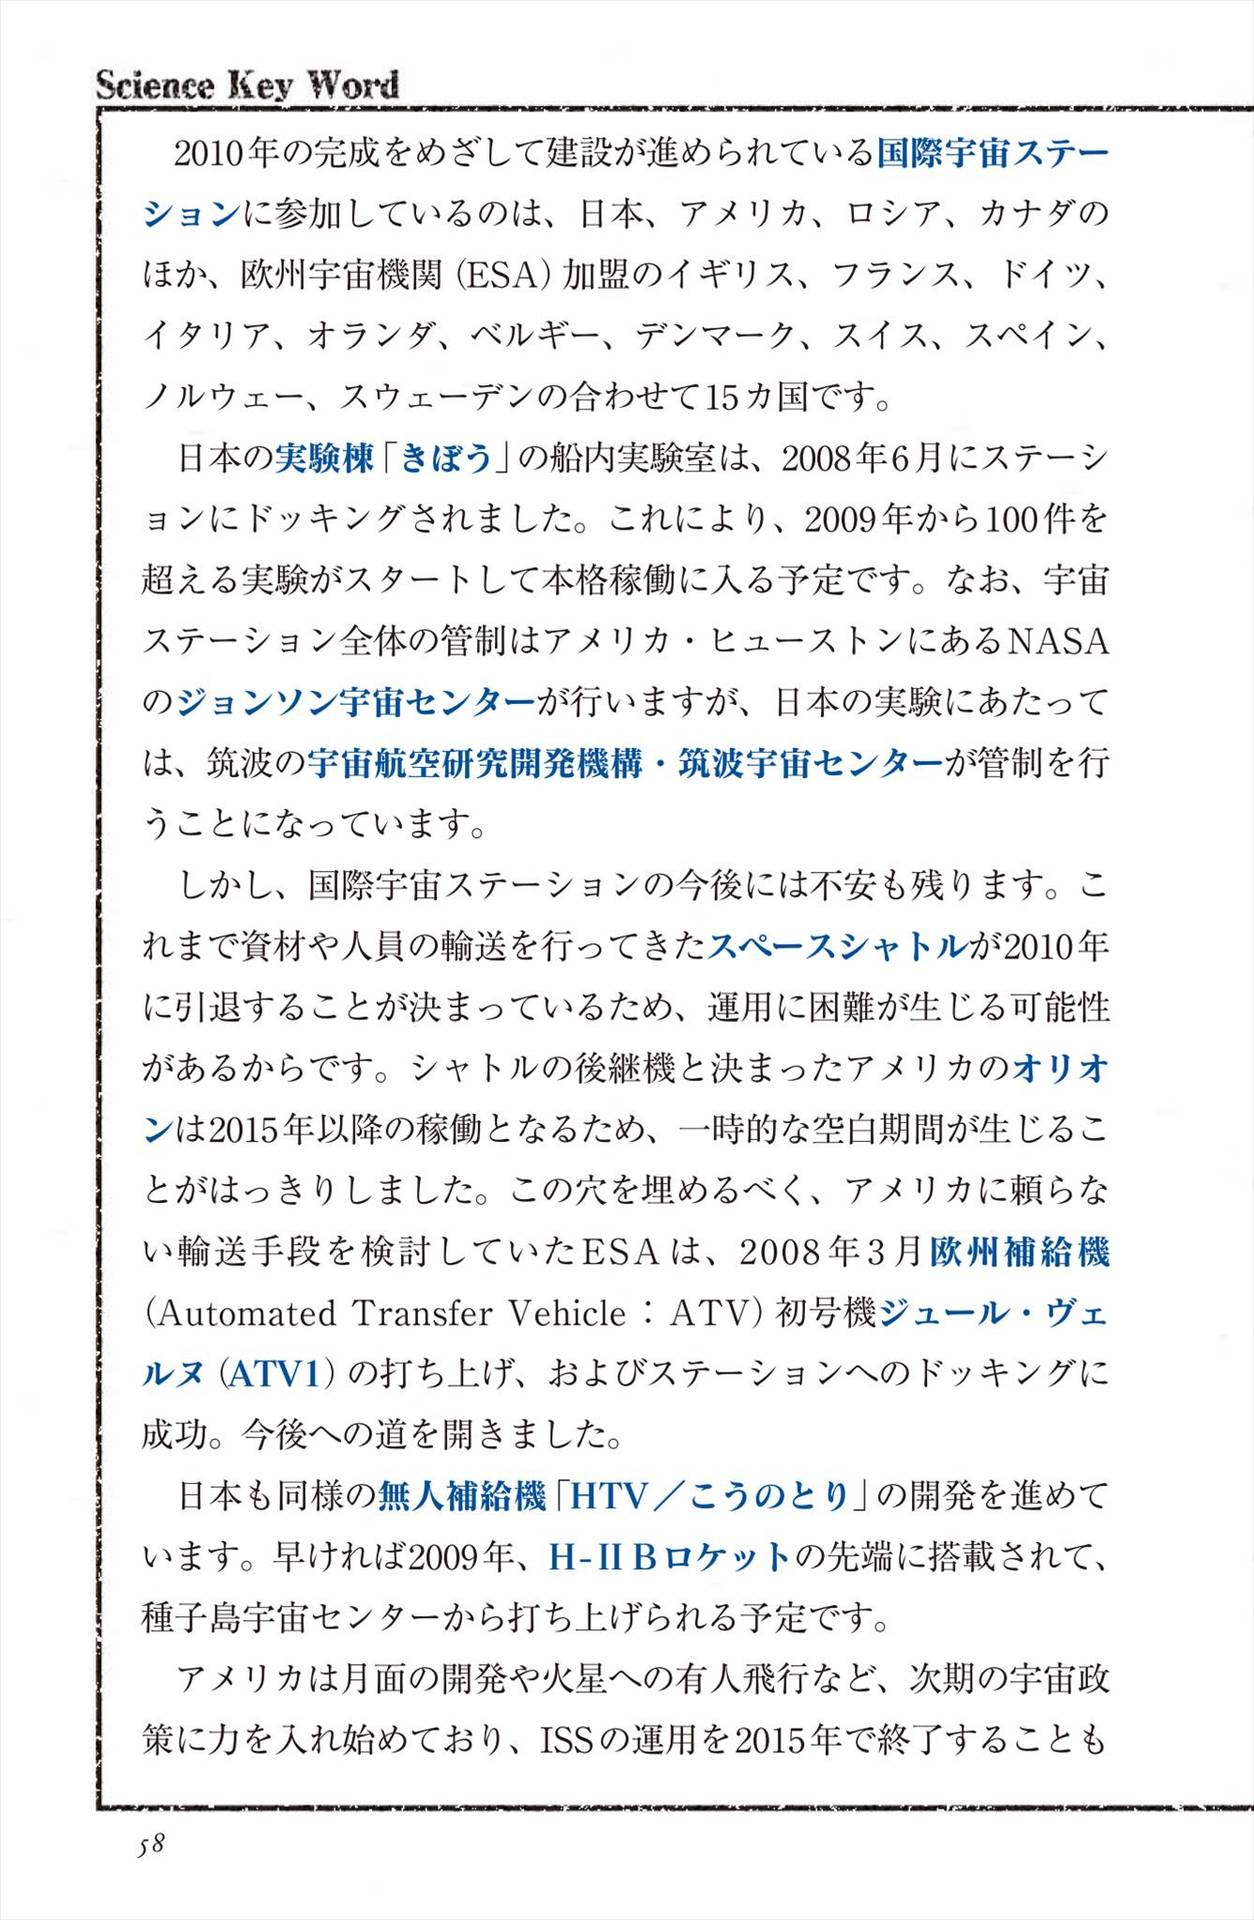 Science Key Word
2010年の完成をめざして建設が進められている国際宇宙ステー
ションに参加しているのは、日本、アメリカ、ロシア、カナダの
ほか、欧州宇宙機関（ESA）加盟のイギリス、フランス、ドイツ、
イタリア、オランダ、ベルギー、デンマーク、スイス、スペイン、
ノルウェー、スウェーデンの合わせて15カ国です。
日本の実験棟「きぼう」の船内実験室は、2008年6月にステーシ
ョンにドッキングされました。これにより、2009年から100件を
超える実験がスタートして本格稼働に入る予定です。なお、宇宙
ステーション全体の管制はアメリカ・ヒューストンにあるNASA
のジョンソン宇宙センターが行いますが、日本の実験にあたって
は、筑波の宇宙航空研究開発機構・筑波宇宙センターが管制を行
うことになっています。
しかし、国際宇宙ステーションの今後には不安も残ります。こ
れまで資材や人員の輸送を行ってきたスペースシャトルが2010年
に引退することが決まっているため、運用に困難が生じる可能性
があるからです。シャトルの後継機と決まったアメリカのオリオ
ンは2015年以降の稼働となるため、一時的な空白期間が生じるこ
とがはっきりしました。この穴を埋めるべく、アメリカに頼らな
い輸送手段を検討していたESAは、2008年3月欧州補給機
（Automated Transfer Vehicle：ATV）初号機ジュール・ヴェ
ルヌ（ATV1）の打ち上げ、およびステーションへのドッキングに
成功。今後への道を開きました。
日本も同様の無人補給機「HTV／こうのとり」の開発を進めて
います。早ければ2009年、H-ⅡBロケットの先端に搭載されて、
種子島宇宙センターから打ち上げられる予定です。
アメリカは月面の開発や火星への有人飛行など、次期の宇宙政
策に力を入れ始めており、ISSの運用を2015年で終了することも
58